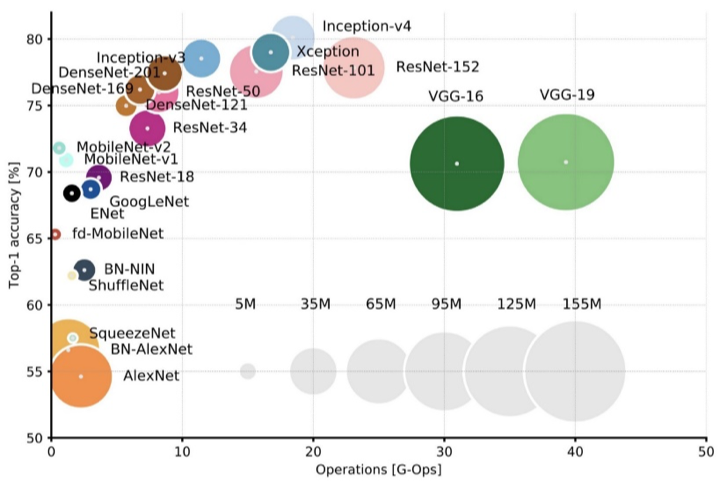 Inception-v4
80
Inception-v3
Xception
DenseNet-201
ResNet-101
ResNet-152
DenseNet-169
ResNet-50
VGG-16
VGG-19
75
DenseNet-121
ResNet-34
MobileNet-v2
MobileNet-v1
70
ResNet-18
GoogLeNet
ENet
Top-1 accuracy [%]
65
fd-MobileNet
BN-NIN
ShuffleNet
60
5M 35M 65M 95M 125M 155M
SqueezeNet
BN-AlexNet
55
AlexNet
50
0 10 20 30 40 50
Operations [G-Ops]